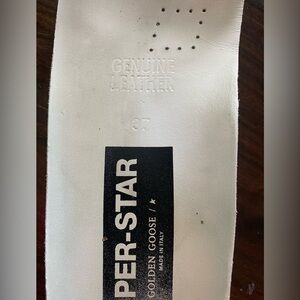 GENUINE
LEATHER
37
PER-STAR
GOLDEN GOOSE /
MADE IN ITALY